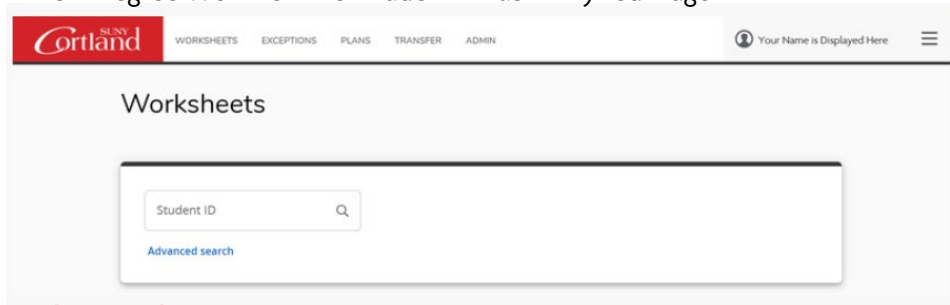 SUNY
Cortland
WORKSHEETS EXCEPTIONS PLANS TRANSFER ADMIN
Your Name is Displayed Here
Worksheets
Student ID
Advanced search